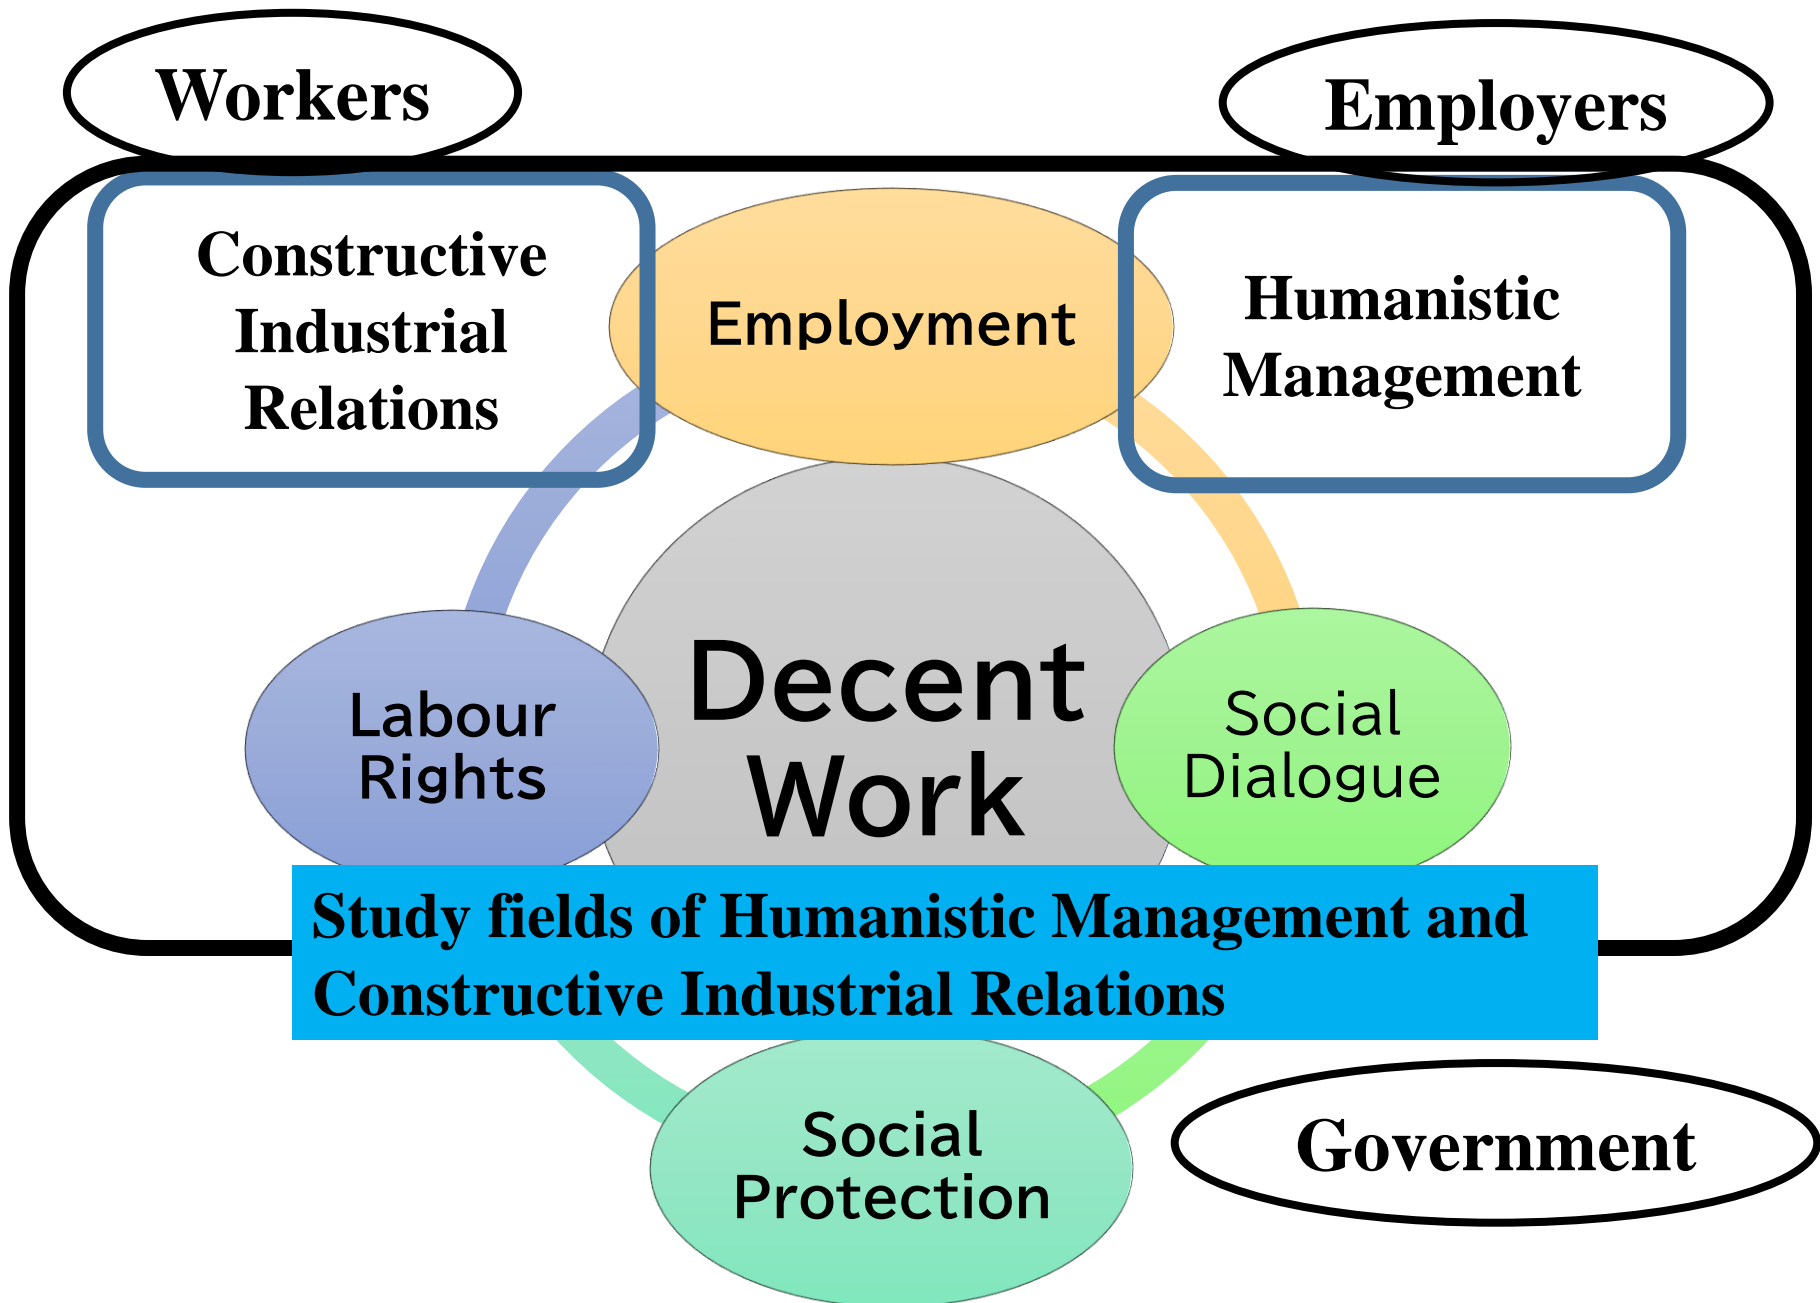 Workers
Employers
Constructive
Industrial
Relations
Employment
Humanistic
Management
Decent
Work
Labour
Rights
Social
Dialogue
Study fields of Humanistic Management and
Constructive Industrial Relations
Social
Protection
Government